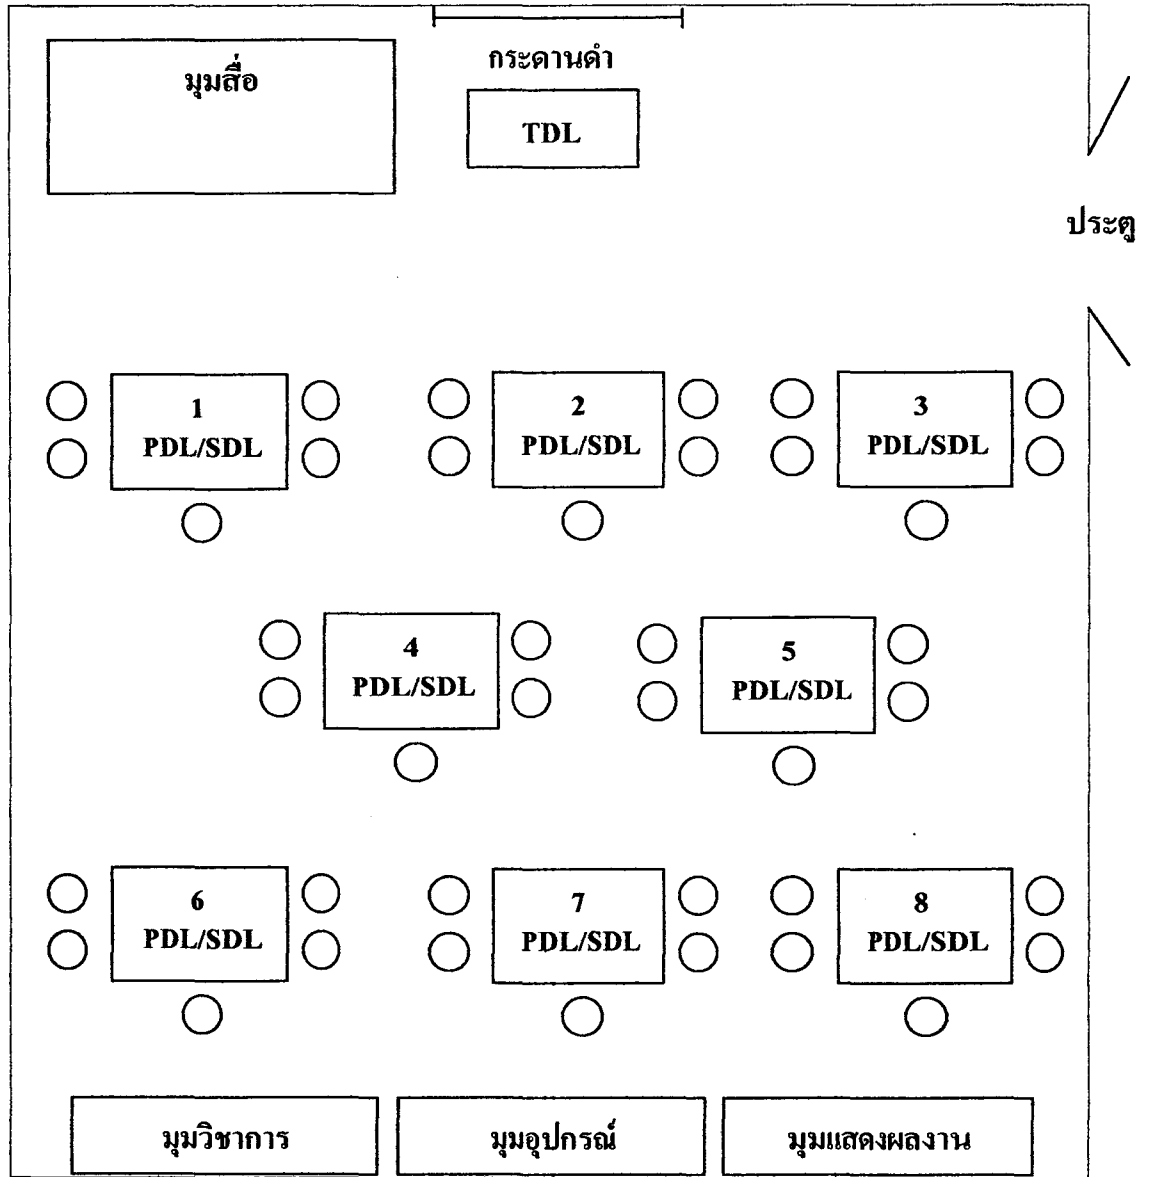 กระดานดำ
มุมสื่อ
TDL
ประตู
1
PDL/SDL
2
PDL/SDL
3
PDL/SDL
4
PDL/SDL
5
PDL/SDL
6
PDL/SDL
7
PDL/SDL
8
PDL/SDL
มุมวิชาการ
มุมอุปกรณ์
มุมแสดงผลงาน